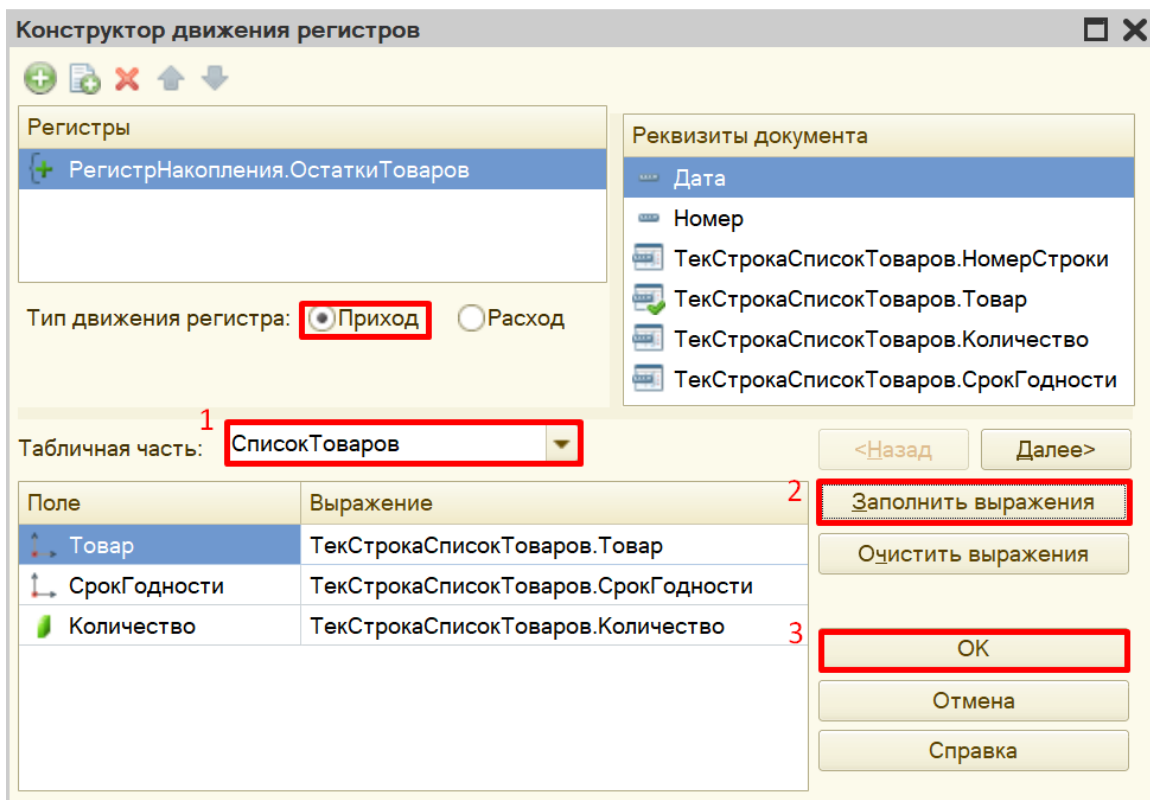 Конструктор движения регистров
Регистры
РегистрНакопления.ОстаткиТоваров
Реквизиты документа
Дата
Номер
ТекСтрокаСписокТоваров.НомерСтроки
ТекСтрокаСписокТоваров.Товар
ТекСтрокаСписокТоваров.Количество
ТекСтрокаСписокТоваров.СрокГодности
Тип движения регистра: Приход Расход
1
Табличная часть: СписокТоваров
<Назад Далее>
Поле Выражение
Товар ТекСтрокаСписокТоваров.Товар
СрокГодности ТекСтрокаСписокТоваров.СрокГодности
Количество ТекСтрокаСписокТоваров.Количество
2 Заполнить выражения
Очистить выражения
3 OK
Отмена
Справка